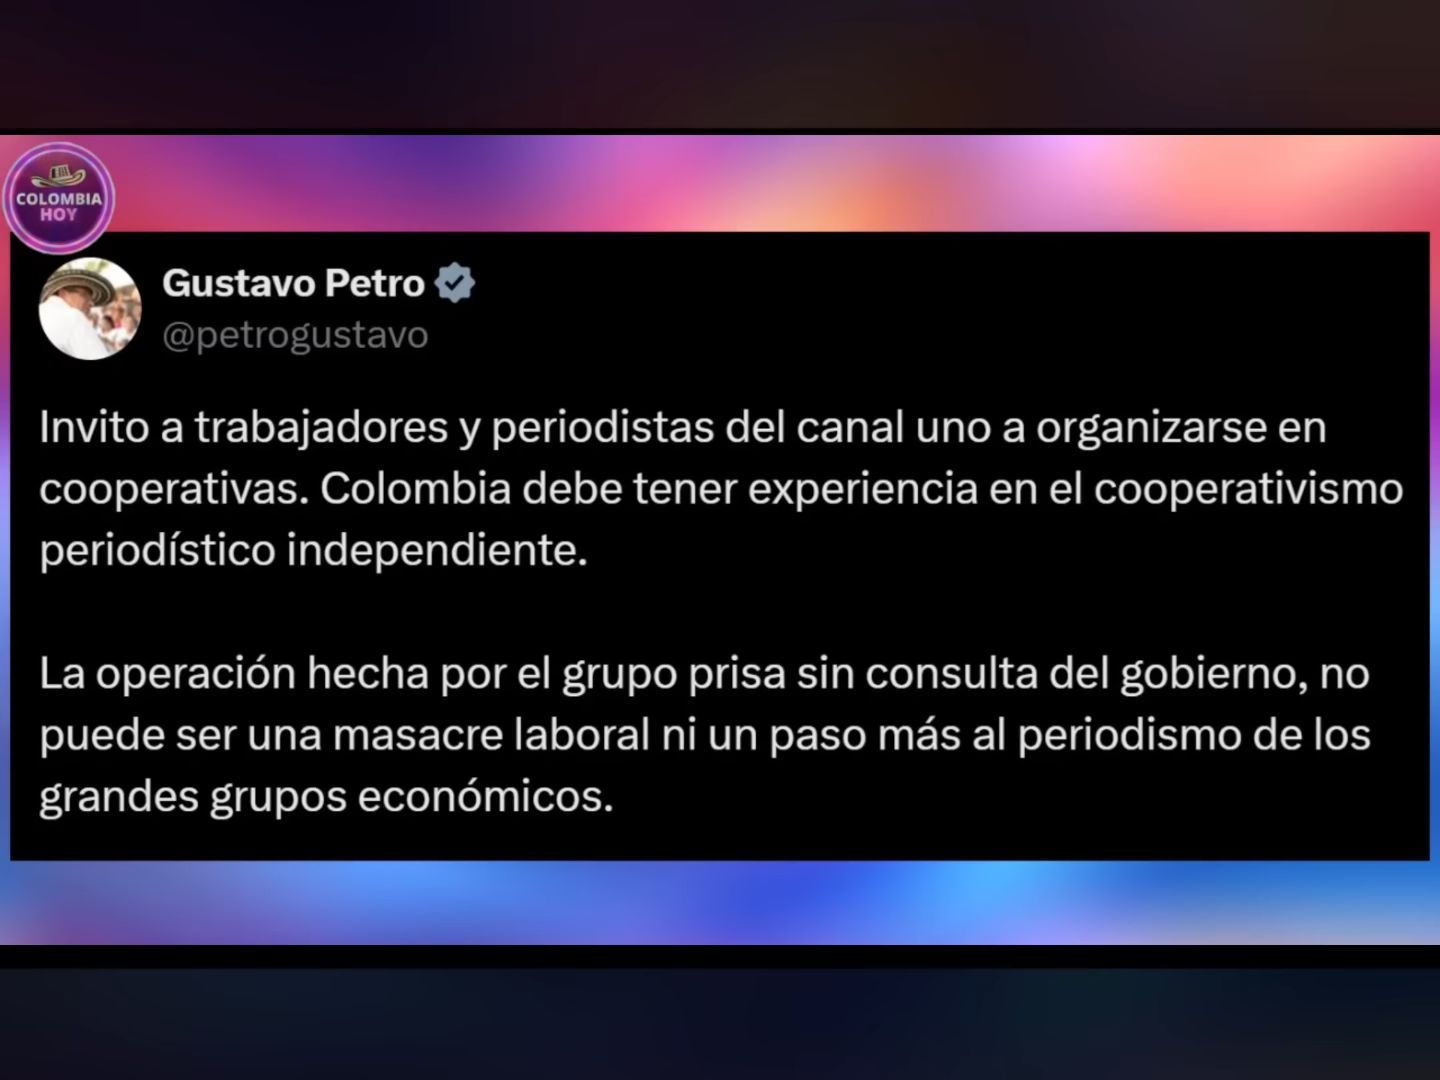 COLOMBIA
HOY
Gustavo Petro
@petrogustavo
Invito a trabajadores y periodistas del canal uno a organizarse en
cooperativas. Colombia debe tener experiencia en el cooperativismo
periodístico independiente.
La operación hecha por el grupo prisa sin consulta del gobierno, no
puede ser una masacre laboral ni un paso más al periodismo de los
grandes grupos económicos.